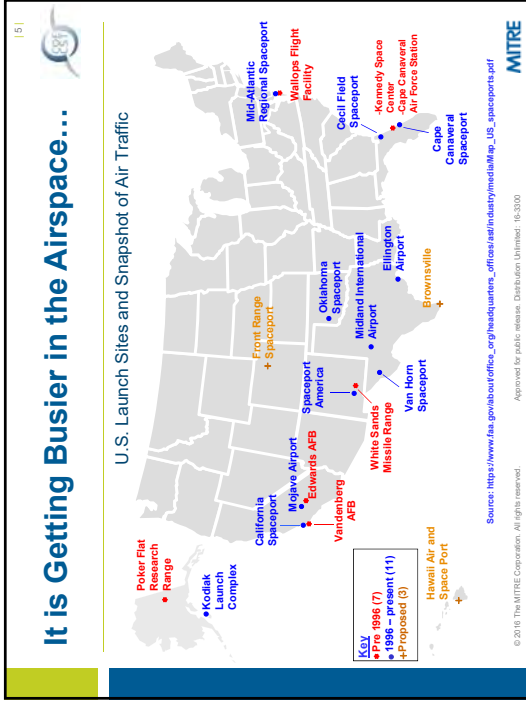 It is Getting Busier in the Airspace…
| 5 |
U.S. Launch Sites and Snapshot of Air Traffic
Poker Flat
Research
Range
Kodiak
Launch
Complex
California
Spaceport
Mojave Airport
Edwards AFB
Vandenberg
AFB
Front Range
Spaceport
Spaceport
America
White Sands
Missile Range
Oklahoma
Spaceport
Midland International
Airport
Van Horn
Spaceport
Ellington
Airport
Brownsville
Mid-Atlantic
Regional Spaceport
Wallops Flight
Facility
Cecil Field
Spaceport
-Kennedy Space
Center
-Cape Canaveral
Air Force Station
Cape
Canaveral
Spaceport
Key
Pre 1996 (7)
1996 – present (11)
+Proposed (3)
Hawaii Air and
Space Port
Source: https://www.faa.gov/about/office_org/headquarters_offices/ast/industry/media/Map_US_spaceports.pdf
© 2016 The MITRE Corporation. All rights reserved.
Approved for public release. Distribution Unlimited: 16-3300
MITRE